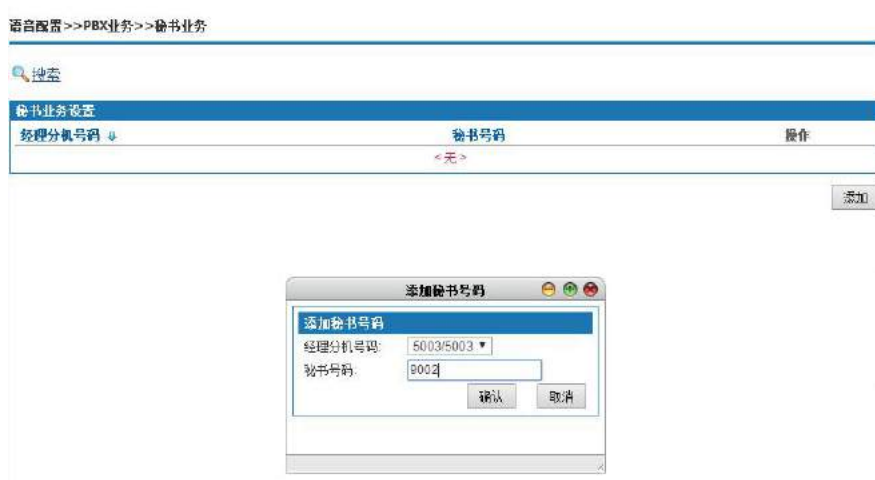 语音配置>>PBX业务>>秘书业务
搜索
秘书业务设置
经理分机号码 秘书号码 操作
<无>
添加
添加秘书号码
添加秘书号码
经理分机号码: 5003/5003
秘书号码: 9002
确认 取消